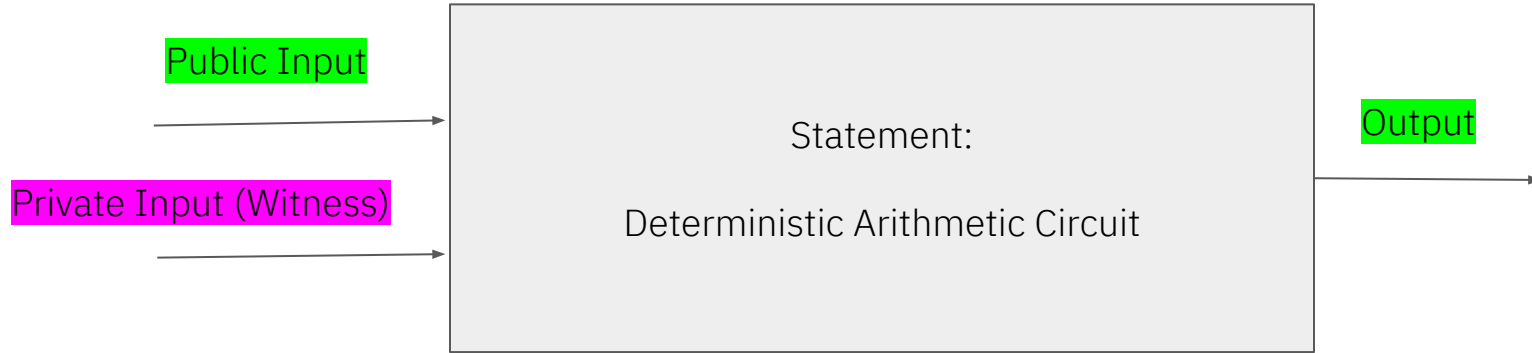 Public Input
Private Input (Witness)
Statement:
Deterministic Arithmetic Circuit
Output